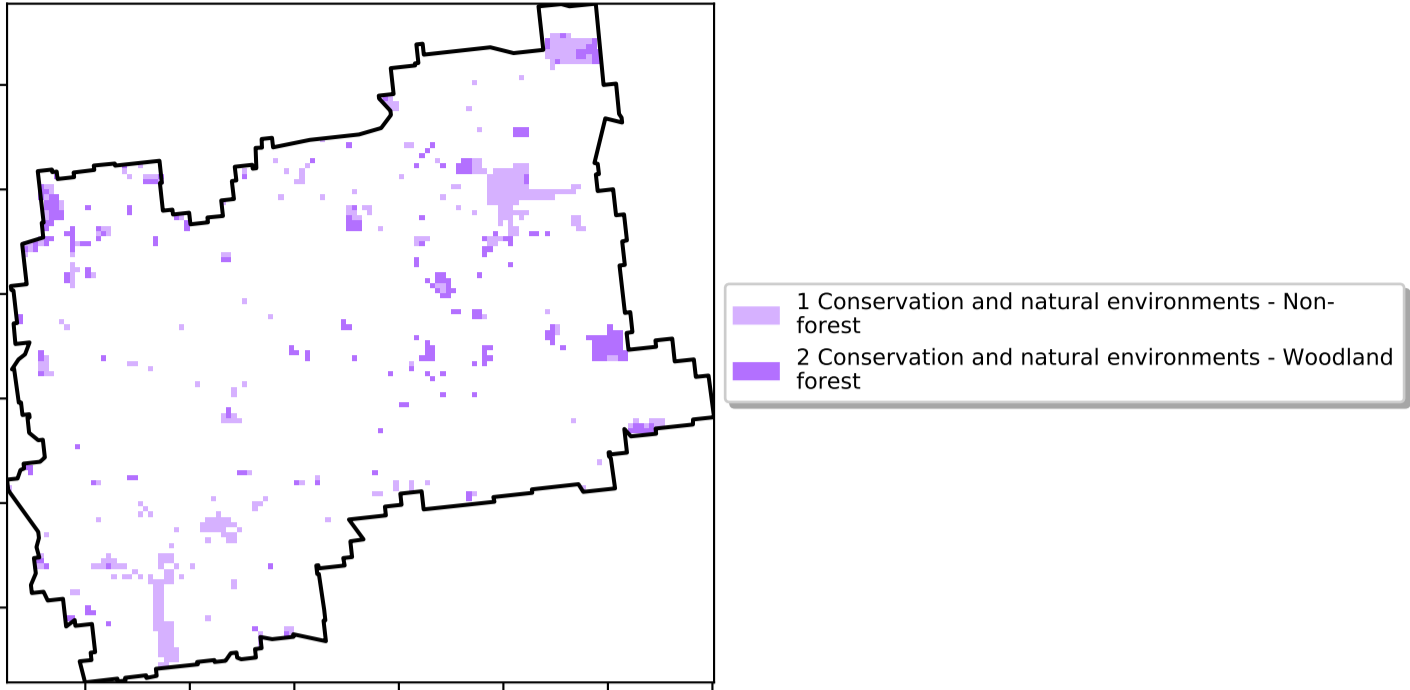 1 Conservation and natural environments - Non-
forest
2 Conservation and natural environments - Woodland
forest